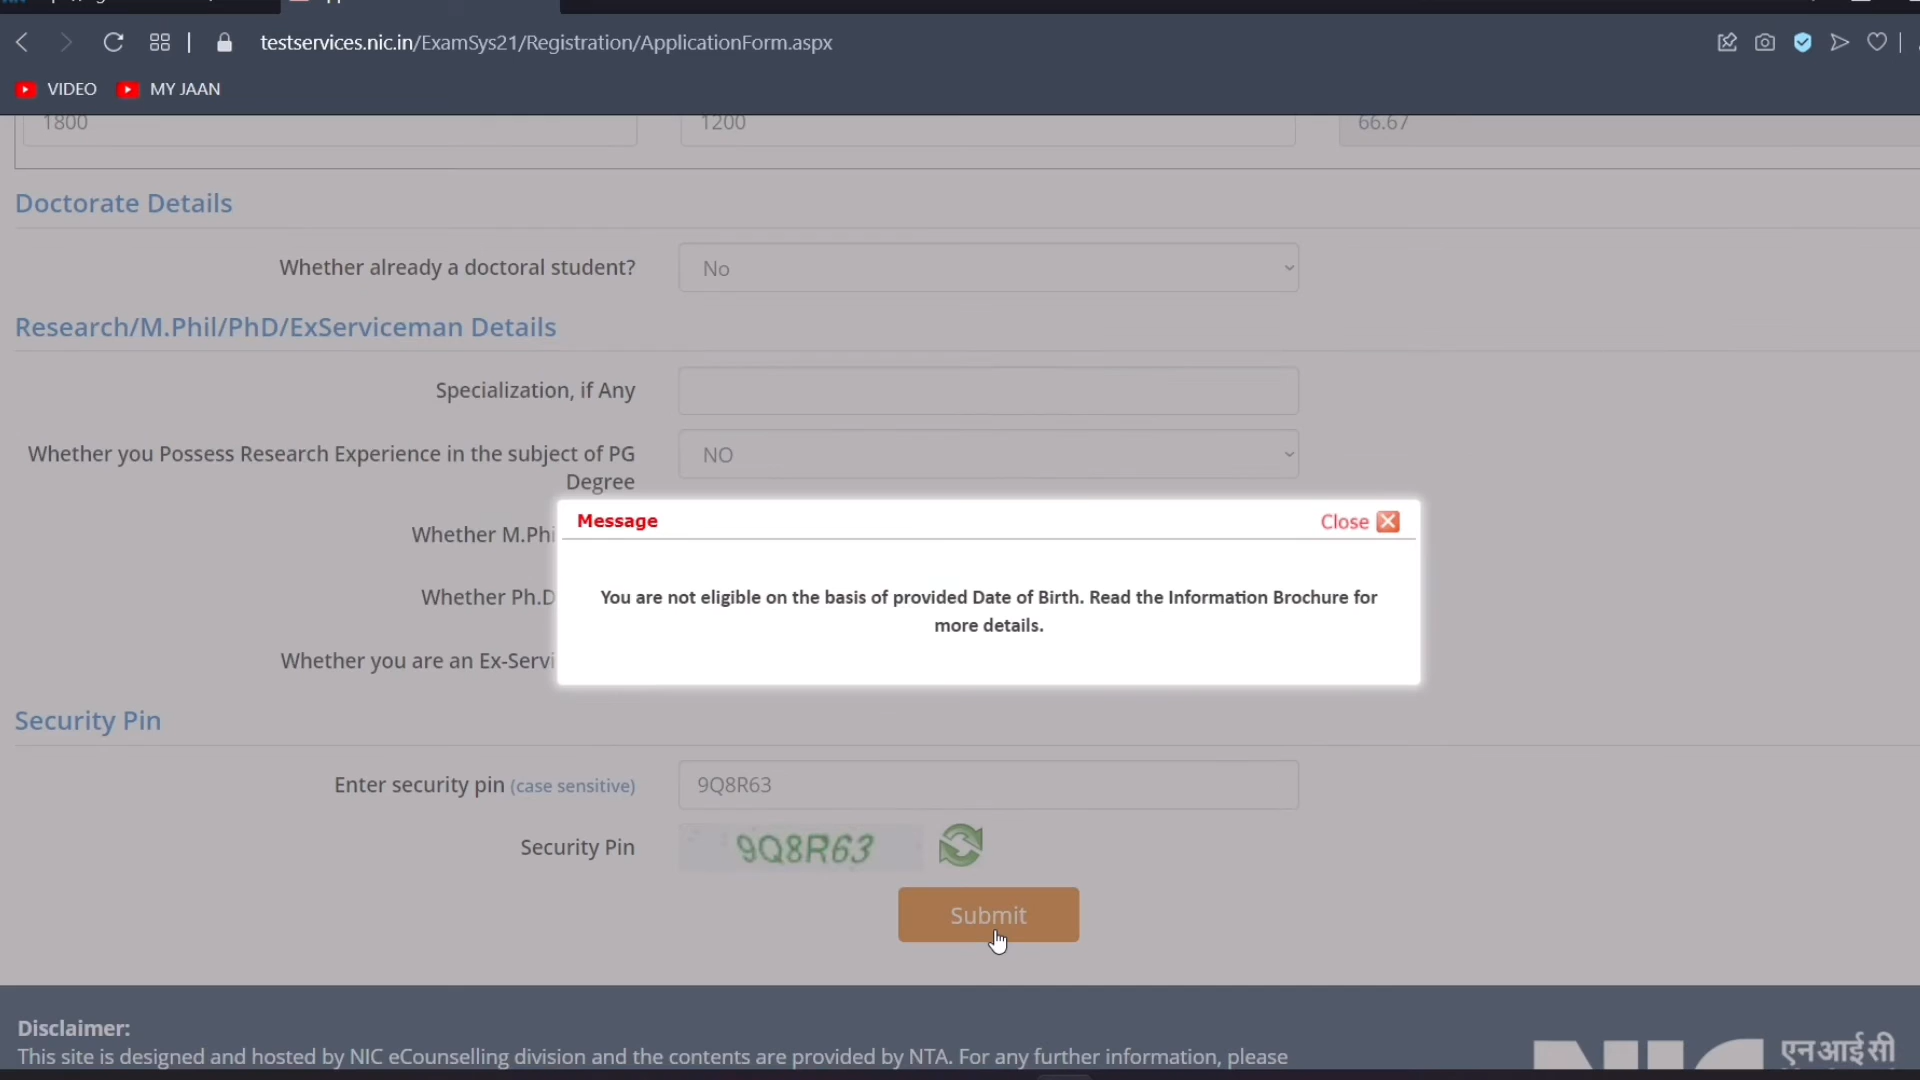 testservices.nic.in/ExamSys21/Registration/ApplicationForm.aspx
VIDEO MY JAAN
1800 1200 66.67
Doctorate Details
Whether already a doctoral student? No
Research/M.Phil/PhD/ExServiceman Details
Specialization, if Any
Whether you Possess Research Experience in the subject of PG NO
Degree
Message Close
Whether M.Phi
You are not eligible on the basis of provided Date of Birth. Read the Information Brochure for
Whether Ph.D
more details.
Whether you are an Ex-Servi
Security Pin
Enter security pin (case sensitive) 9Q8R63
Security Pin 9Q8R63
Submit
Disclaimer:
This site is designed and hosted by NIC eCounselling division and the contents are provided by NTA. For any further information, please
NIC एनआईसी